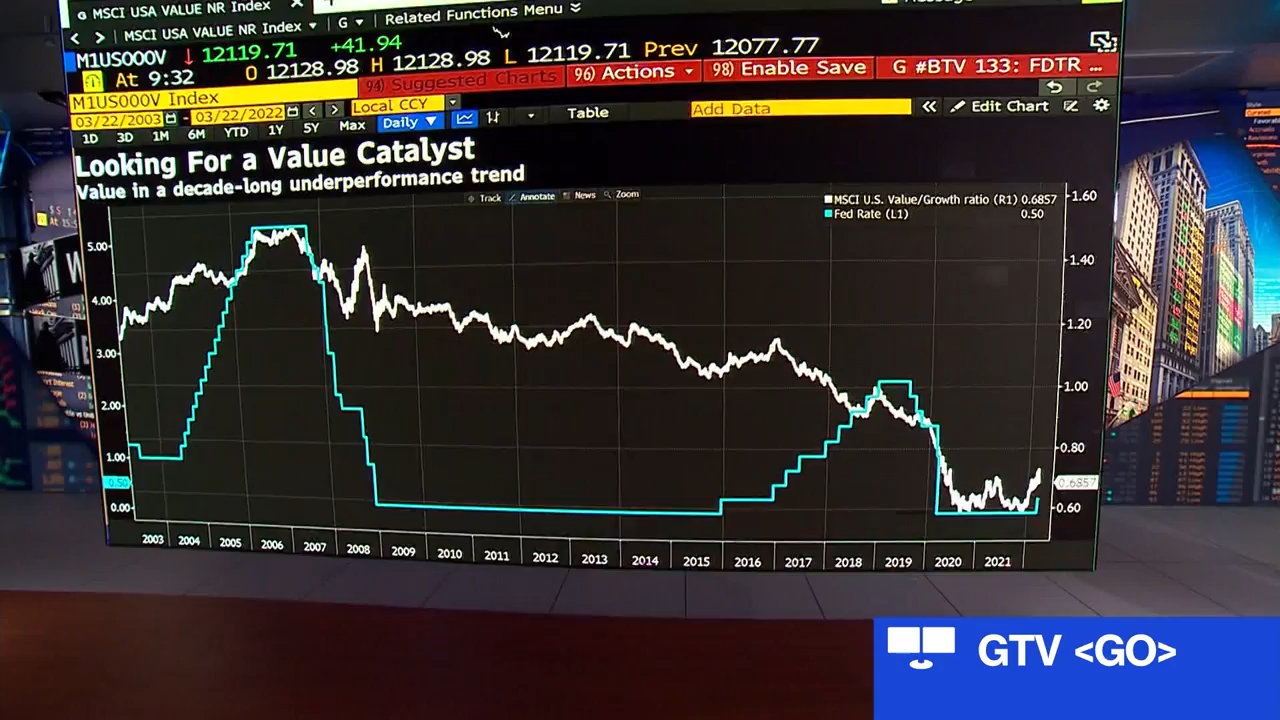 G MSCI USA VALUE NR Index ×
< > MSCI USA VALUE NR Index ▾ G ▾ Related Functions Menu
Message
M1US000V ↓ 12119.71 +41.94
At 9:32 O 12128.98 H 12128.98 L 12119.71 Prev 12077.77
M1US000V Index 94) Suggested Charts 96) Actions 98) Enable Save G #BTV 133: FDTR ...
03/22/2003 - 03/22/2022 < > Local CCY Add Data << Edit Chart
1D 3D 1M 6M YTD 1Y 5Y Max Daily ▼ Table
Looking For a Value Catalyst
Value in a decade-long underperformance trend
Track Annotate News Zoom
MSCI U.S. Value/Growth ratio (R1) 0.6857
Fed Rate (L1) 0.50
5.00
4.00
3.00
2.00
1.00
0.50
0.00
1.60
1.40
1.20
1.00
0.80
0.6857
0.60
2003 2004 2005 2006 2007 2008 2009 2010 2011 2012 2013 2014 2015 2016 2017 2018 2019 2020 2021
GTV <GO>